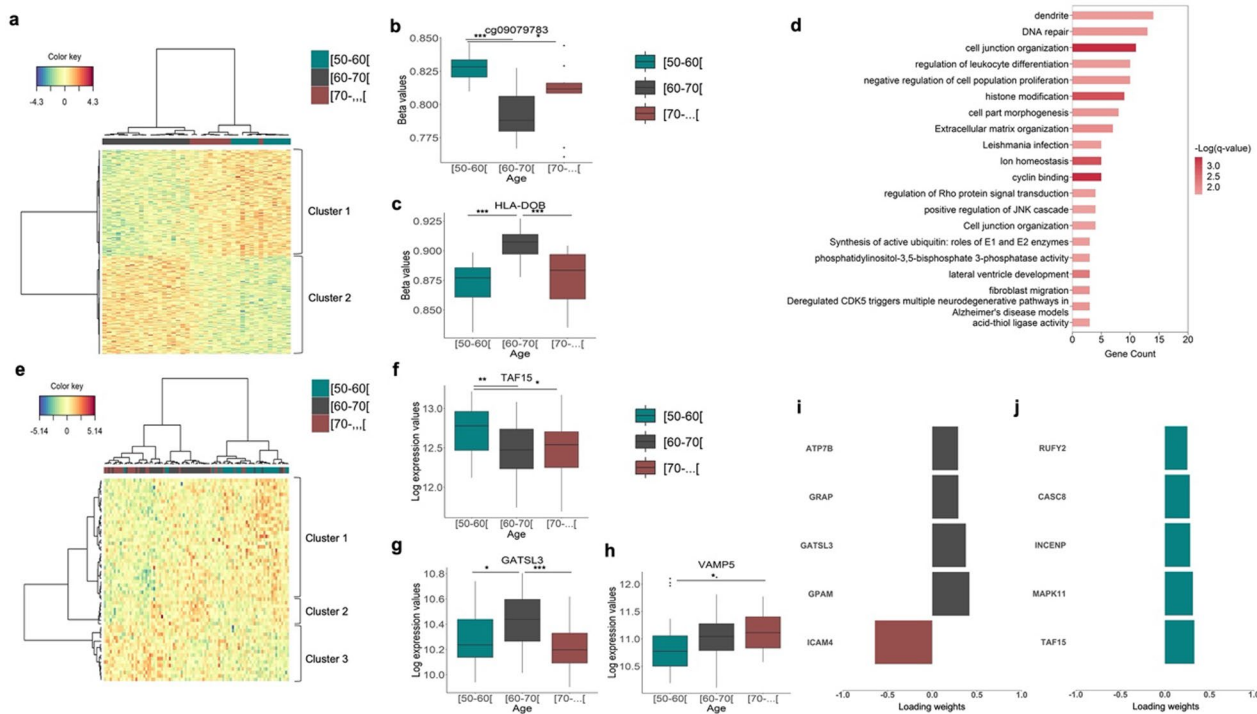 a
Color key
-4.3 0 4.3
[50-60[
[60-70[
[70-,,,[
Cluster 1
Cluster 2
b
cg09079783
*** *
0.850
0.825
0.800
0.775
Beta values
[50-60[ [60-70[ [70-...[
Age
[50-60[
[60-70[
[70-...[
c
HLA-DOB
*** ***
0.925
0.900
0.875
0.850
Beta values
[50-60[ [60-70[ [70-...[
Age
d
dendrite
DNA repair
cell junction organization
regulation of leukocyte differentiation
negative regulation of cell population proliferation
histone modification
cell part morphogenesis
Extracellular matrix organization
Leishmania infection
Ion homeostasis
cyclin binding
regulation of Rho protein signal transduction
positive regulation of JNK cascade
Cell junction organization
Synthesis of active ubiquitin: roles of E1 and E2 enzymes
phosphatidylinositol-3,5-bisphosphate 3-phosphatase activity
lateral ventricle development
fibroblast migration
Deregulated CDK5 triggers multiple neurodegenerative pathways in
Alzheimer's disease models
acid-thiol ligase activity
0 5 10 15 20
Gene Count
-Log(q-value)
3.0
2.5
2.0
e
Color key
-5.14 0 5.14
[50-60[
[60-70[
[70-,,,[
Cluster 1
Cluster 2
Cluster 3
f
TAF15
** *
13.0
12.5
12.0
Log expression values
[50-60[ [60-70[ [70-...[
Age
[50-60[
[60-70[
[70-...[
g
GATSL3
* ***
10.8
10.6
10.4
10.2
10.0
Log expression values
[50-60[ [60-70[ [70-...[
Age
h
VAMP5
*
12.0
11.5
11.0
10.5
Log expression values
[50-60[ [60-70[ [70-...[
Age
i
ATP7B
GRAP
GATSL3
GPAM
ICAM4
-1.0 -0.5 0.0 0.5 1.0
Loading weights
j
RUFY2
CASC8
INCENP
MAPK11
TAF15
-1.0 -0.5 0.0 0.5 1.0
Loading weights